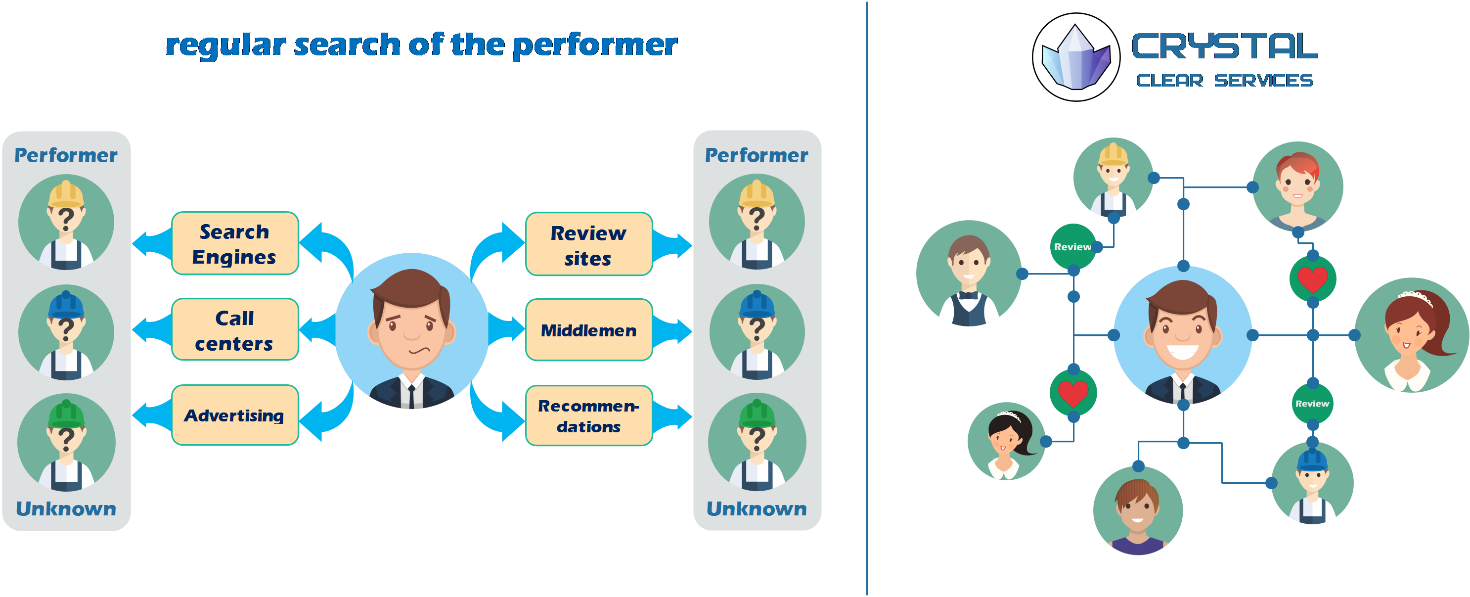 regular search of the performer
Performer
Search
Engines
Call
centers
Advertising
Unknown
Review
sites
Middlemen
Recommen-
dations
Performer
Unknown
CRYSTAL
CLEAR SERVICES
Review
Review